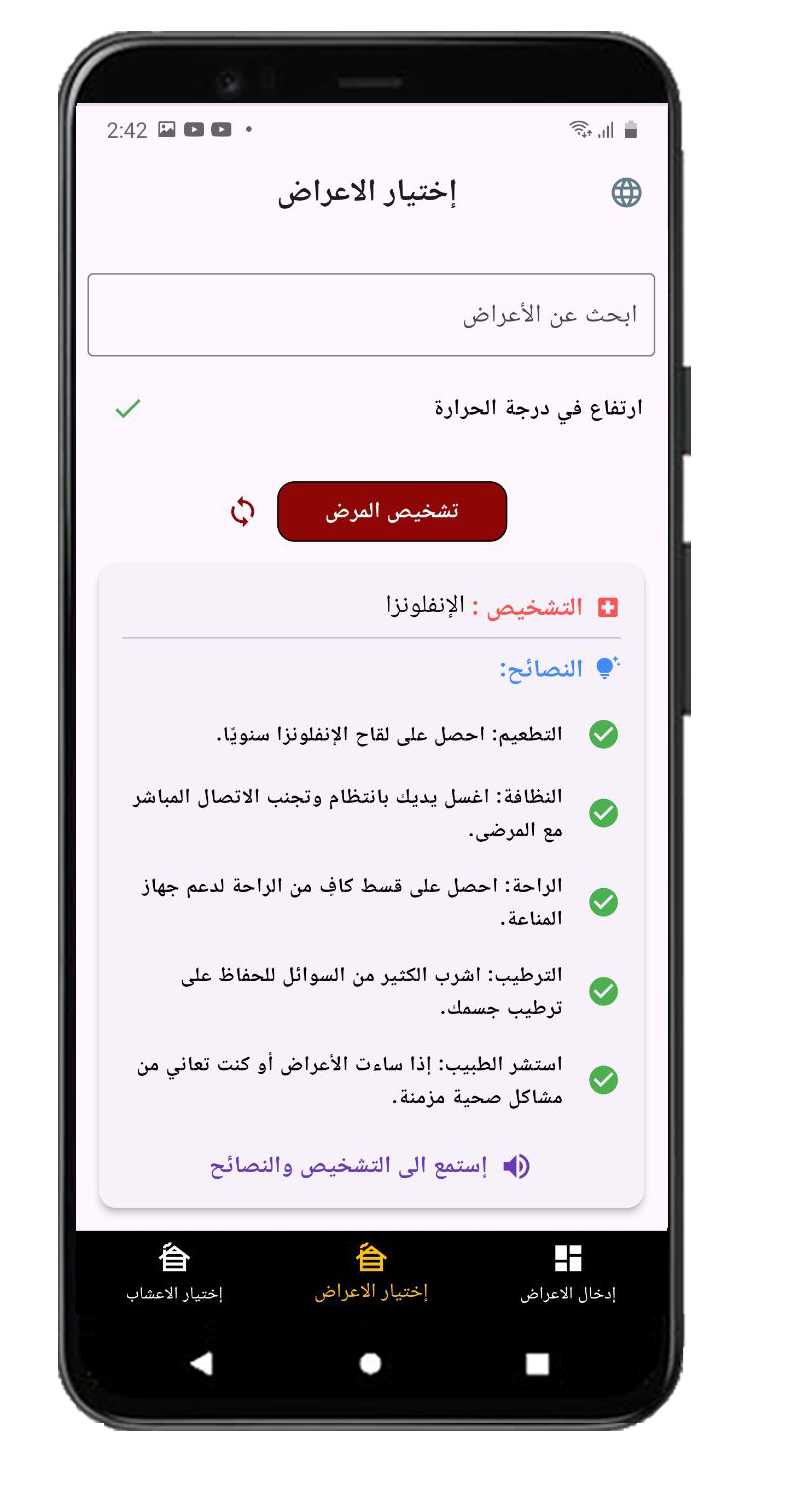 2:42
إختيار الاعراض
ابحث عن الأعراض
ارتفاع في درجة الحرارة
تشخيص المرض
التشخيص : الإنفلونزا
النصائح:
التطعيم: احصل على لقاح الإنفلونزا سنويًا.
النظافة: اغسل يديك بانتظام وتجنب الاتصال المباشر
مع المرضى.
الراحة: احصل على قسط كافٍ من الراحة لدعم جهاز
المناعة.
الترطيب: اشرب الكثير من السوائل للحفاظ على
ترطيب جسمك.
استشر الطبيب: إذا ساءت الأعراض أو كنت تعاني من
مشاكل صحية مزمنة.
إستمع الى التشخيص والنصائح
إدخال الاعراض
إختيار الاعراض
إختيار الاعشاب